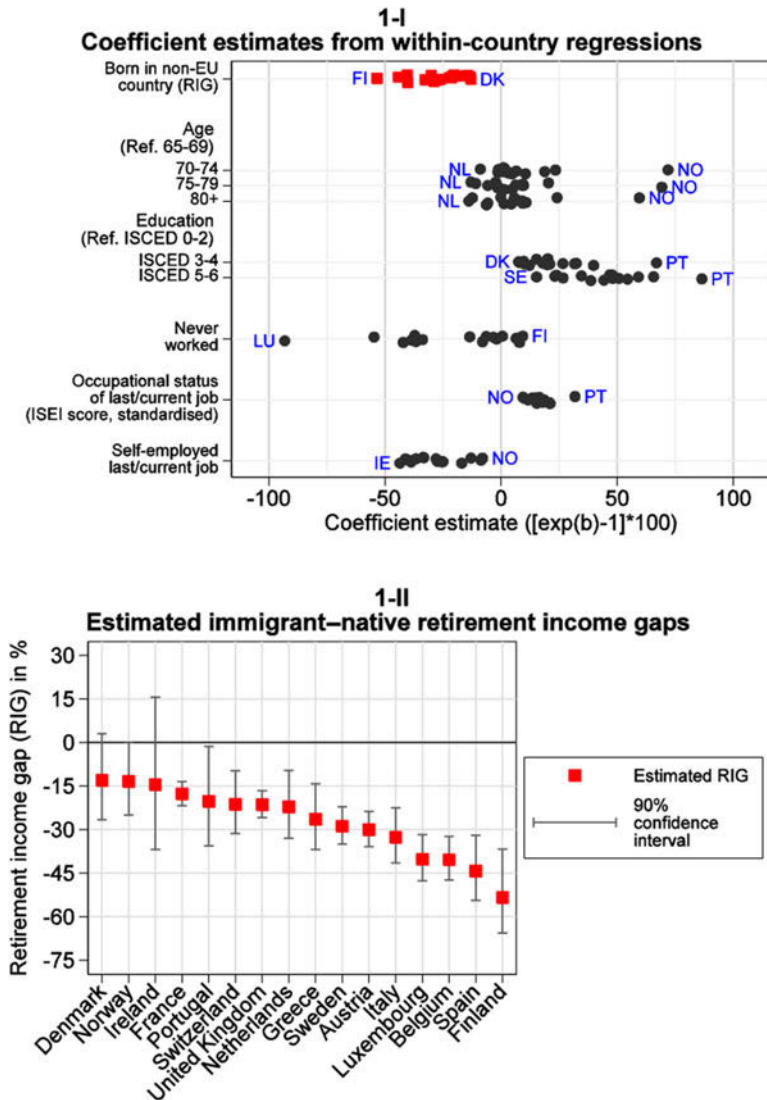 1-I
Coefficient estimates from within-country regressions
Born in non-EU
country (RIG)
FI
DK
Age
(Ref. 65-69)
70-74
NL
NO
75-79
NL
NO
80+
NL
NO
Education
(Ref. ISCED 0-2)
ISCED 3-4
DK
PT
ISCED 5-6
SE
PT
Never
worked
LU
FI
Occupational status
of last/current job
(ISEI score, standardised)
NO
PT
Self-employed
last/current job
IE
NO
-100
-50
0
50
100
Coefficient estimate ([exp(b)-1]*100)
1-II
Estimated immigrant–native retirement income gaps
Retirement income gap (RIG) in %
30
15
0
-15
-30
-45
-60
-75
Denmark
Norway
Ireland
France
Portugal
Switzerland
United Kingdom
Netherlands
Greece
Sweden
Austria
Italy
Luxembourg
Belgium
Spain
Finland
Estimated RIG
90%
confidence
interval